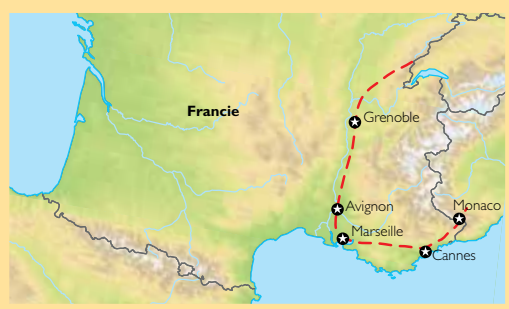 Francie
Grenoble
Avignon
Marseille
Monaco
Cannes